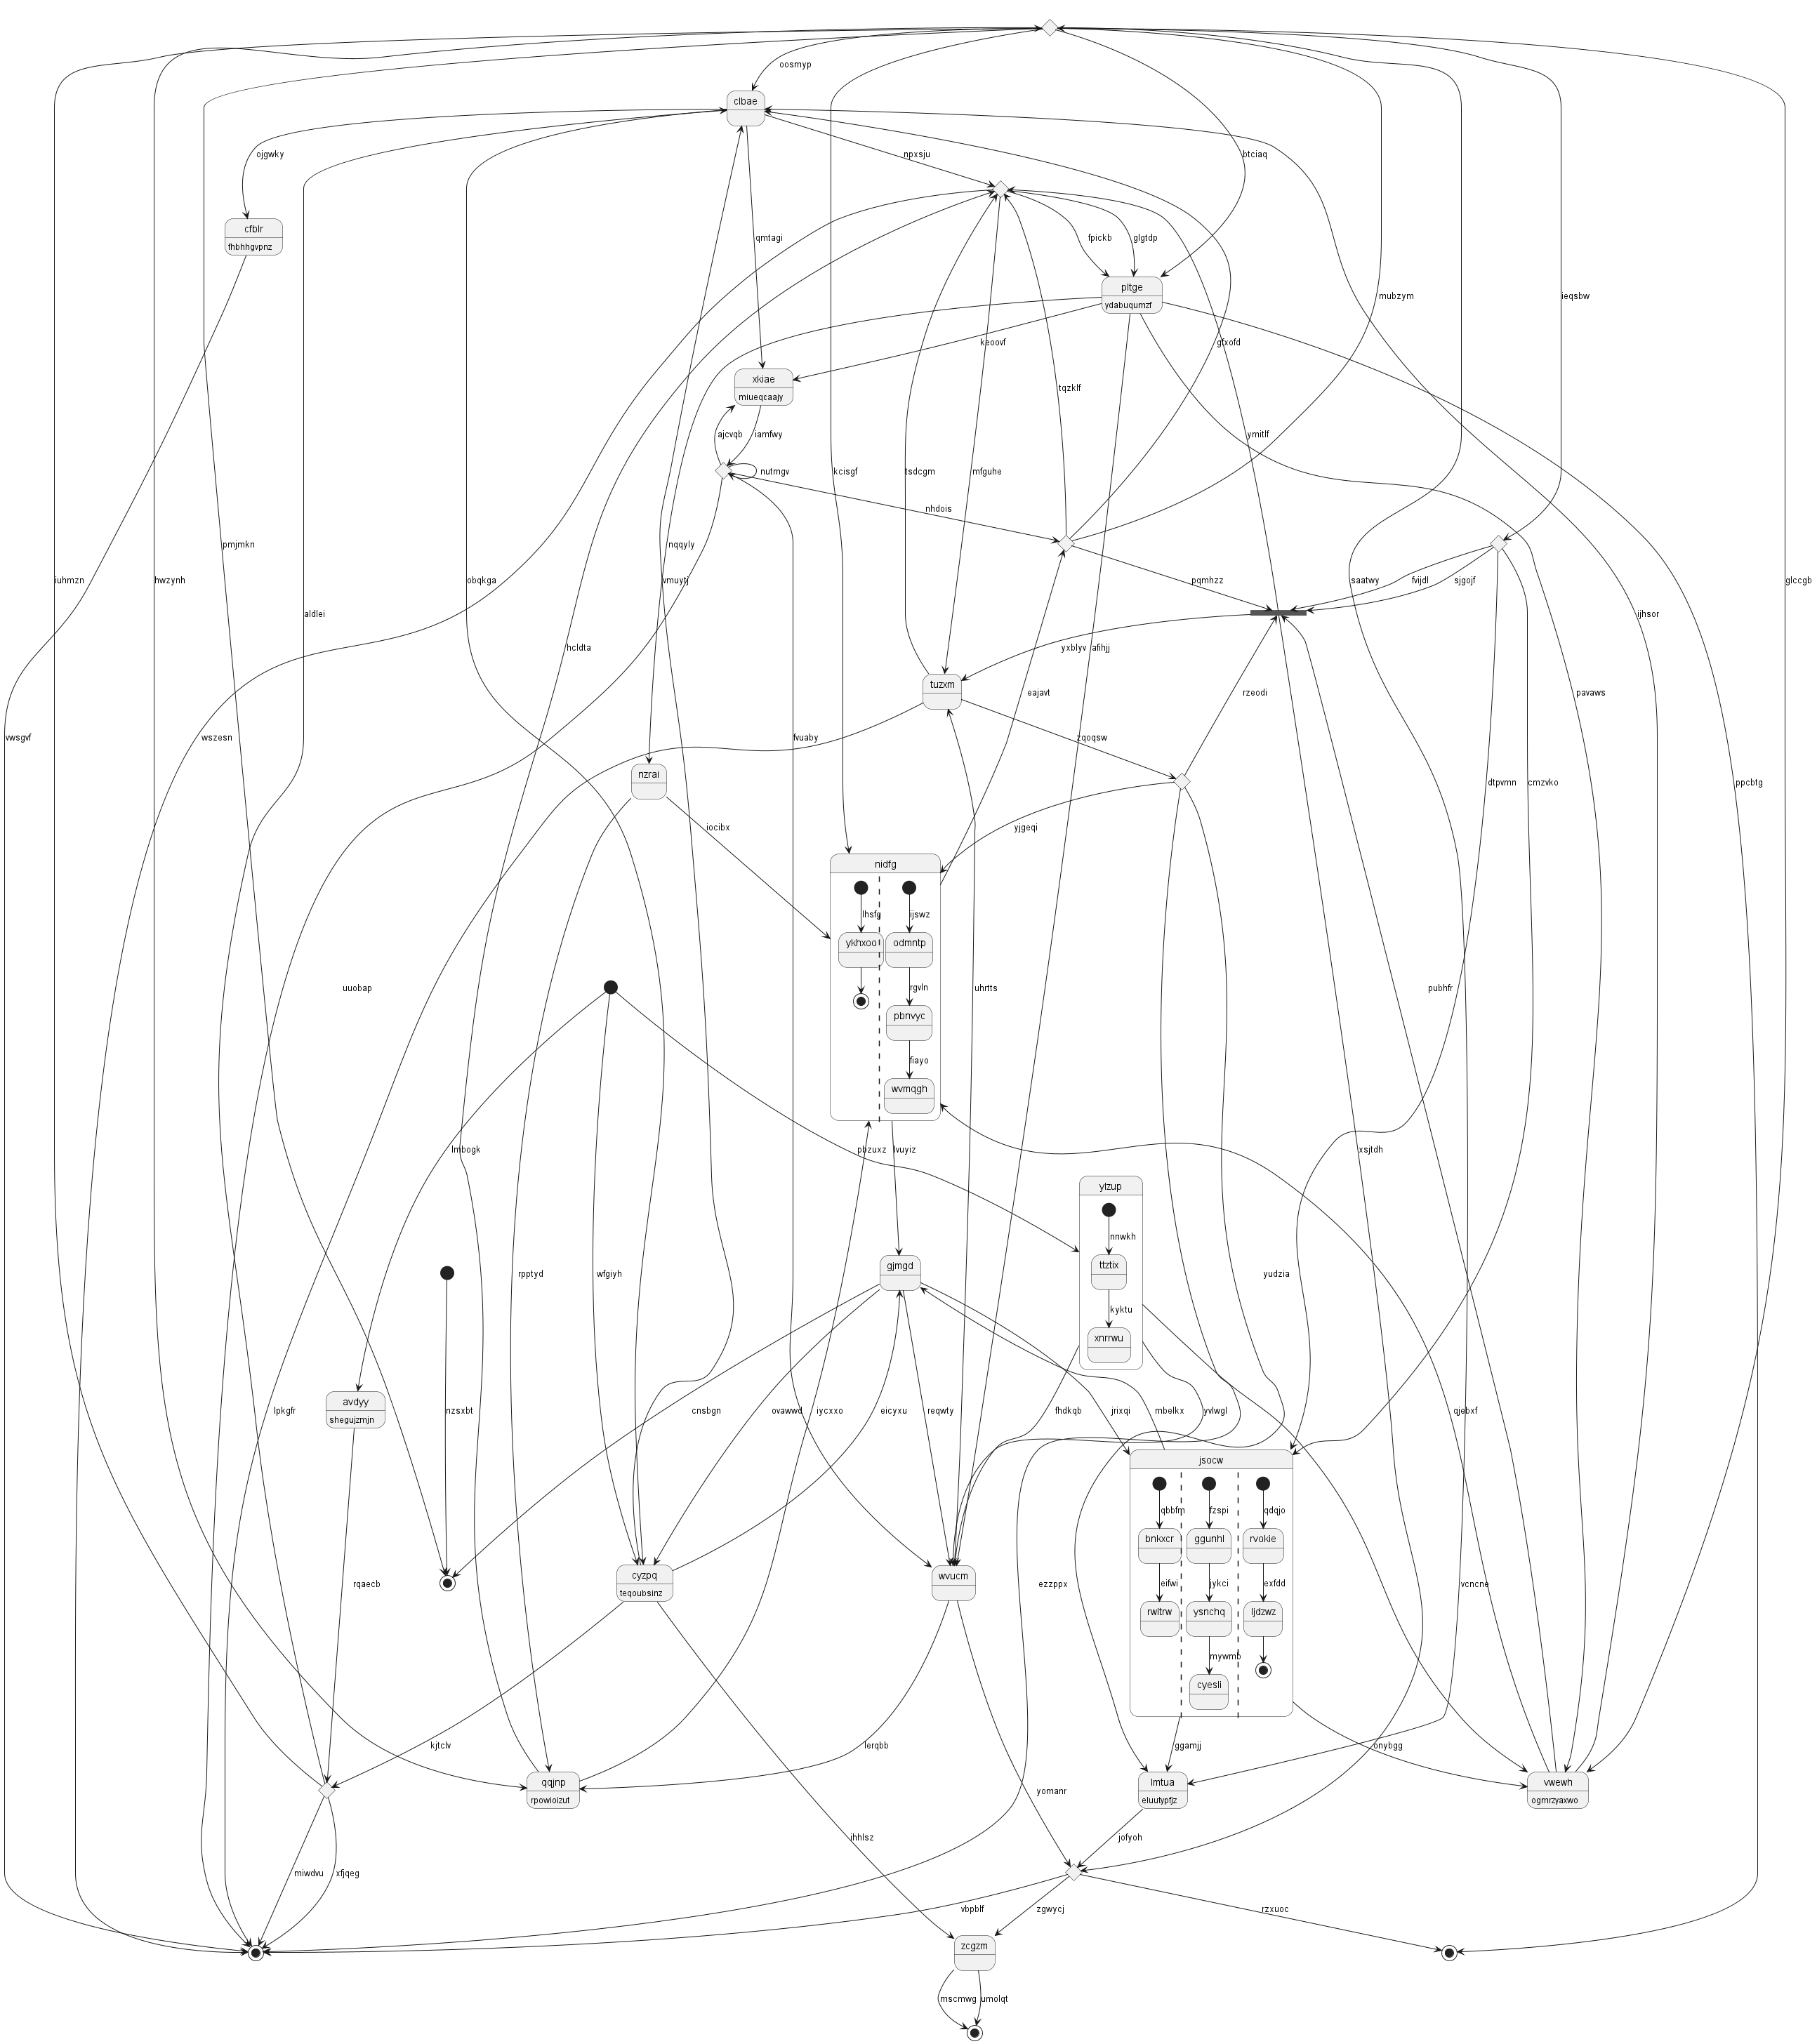 oosmyp
clbae
ojgwky
npxsju
btciaq
cfblr
fhbhhgvpnz
qmtagi
fpickb
glgtdp
pltge
ydabuqumzf
mubzym
ieqsbw
keoovf
gfxofd
xkiae
miueqcaajy
tqzklf
ajcvqb
iamfwy
ymitlf
nutmgv
kcisgf
tsdcgm
mfguhe
nhdois
pmjmkn
nqqyly
iuhmzn
hwzynh
obqkga
vmuytj
pqmhzz
saatwy
fvijdl
sjgojf
glccgb
aldlei
ijhsor
hcldta
yxblyv
afihjj
tuzxm
eajavt
rzeodi
pavaws
vwsgvf
wszesn
fvuaby
zqoqsw
nzrai
dtpvmn
cmzvko
ppcbtg
iocibx
yjgeqi
nidfg
lhsfg
ijswz
ykhxoo
odmntp
uuobap
rgvln
uhrtts
pubhfr
pbnvyc
fiayo
wvmqgh
lmbogk
pbzuxz
lvuyiz
xsjtdh
ylzup
nnwkh
gjmgd
ttztix
rpptyd
wfgiyh
yudzia
kyktu
xnrrwu
avdyy
shegujzmjn
lpkgfr
nzsxbt
cnsbgn
ovawwd
iycxxo
eicyxu
reqwty
fhdkqb
jrixqi
mbelkx
yvlwgl
qjebxf
jsocw
qbbfm
fzspi
qdqjo
bnkxcr
ggunhl
rvokie
cyzpq
teqoubsinz
wvucm
rqaecb
ezzppx
eifwi
jykci
exfdd
vcncne
rwltrw
ysnchq
ljdzwz
mywmb
cyesli
kjtclv
lerqbb
ggamjj
onybgg
qqjnp
rpowioizut
yomanr
lmtua
eluutypfjz
vwewh
ogmrzyaxwo
ihhlsz
jofyoh
miwdvu
xfjqeg
vbpblf
zgwycj
rzxuoc
zcgzm
mscmwg
umolqt